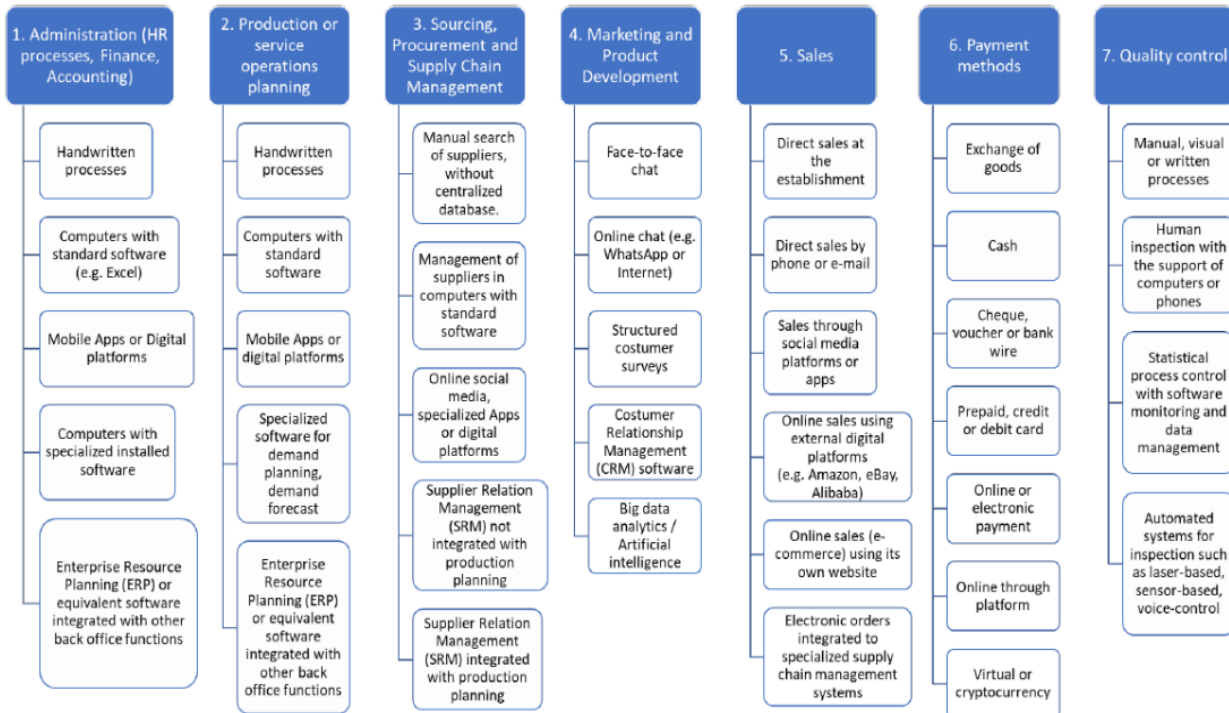 1. Administration (HR
processes, Finance,
Accounting)
Handwritten
processes
Computers with
standard software
(e.g. Excel)
Mobile Apps or Digital
platforms
Computers with
specialized installed
software
Enterprise Resource
Planning (ERP) or
equivalent software
integrated with other
back office functions
2. Production or
service
operations
planning
Handwritten
processes
Computers with
standard
software
Mobile Apps or
digital platforms
Specialized
software for
demand
planning,
demand
forecast
Enterprise
Resource
Planning (ERP)
or equivalent
software
integrated with
other back
office functions
3. Sourcing,
Procurement and
Supply Chain
Management
Manual search
of suppliers,
without
centralized
database.
Management of
suppliers in
computers with
standard
software
Online social
media,
specialized Apps
or digital
platforms
Supplier Relation
Management
(SRM) not
integrated with
production
planning
Supplier Relation
Management
(SRM) integrated
with production
planning
4. Marketing and
Product
Development
Face-to-face
chat
Online chat (e.g.
WhatsApp or
Internet)
Structured
costumer
surveys
Costumer
Relationship
Management
(CRM) software
Big data
analytics /
Artificial
intelligence
5. Sales
Direct sales at
the
establishment
Direct sales by
phone or e-mail
Sales through
social media
platforms or
apps
Online sales using
external digital
platforms
(e.g. Amazon, eBay,
Alibaba)
Online sales (e-
commerce) using its
own website
Electronic orders
integrated to
specialized supply
chain management
systems
6. Payment
methods
Exchange of
goods
Cash
Cheque,
voucher or bank
wire
Prepaid, credit
or debit card
Online or
electronic
payment
Online through
platform
Virtual or
cryptocurrency
7. Quality control
Manual, visual
or written
processes
Human
inspection with
the support of
computers or
phones
Statistical
process control
with software
monitoring and
data
management
Automated
systems for
inspection such
as laser-based,
sensor-based,
voice-control